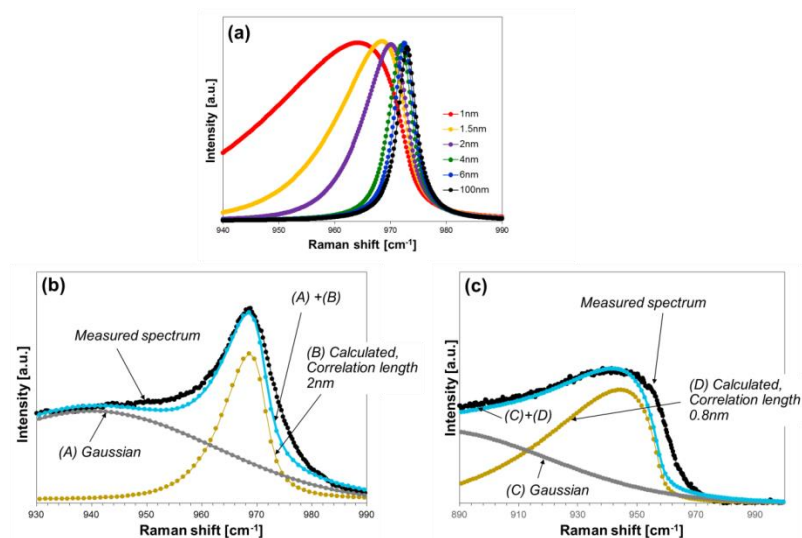 (a)
Intensity [a.u.]
1nm
1.5nm
2nm
4nm
6nm
100nm
940 950 960 970 980 990
Raman shift [cm-1]
(b)
Intensity [a.u.]
Measured spectrum
(A) +(B)
(B) Calculated,
Correlation length
2nm
(A) Gaussian
930 940 950 960 970 980 990
Raman shift [cm-1]
(c)
Intensity [a.u.]
Measured spectrum
(D) Calculated,
Correlation length
0.8nm
(C)+(D)
(C) Gaussian
890 910 930 950 970 990
Raman shift [cm-1]